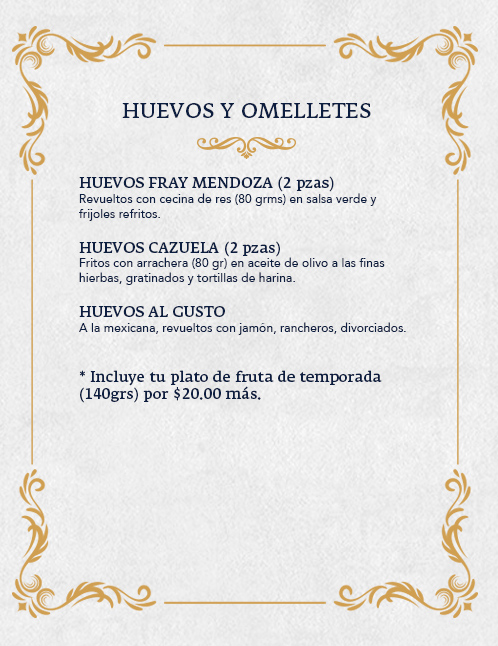 HUEVOS Y OMELLETES
HUEVOS FRAY MENDOZA (2 pzas)
Revueltos con cecina de res (80 grms) en salsa verde y
frijoles refritos.
HUEVOS CAZUELA (2 pzas)
Fritos con arrachera (80 gr) en aceite de olivo a las finas
hierbas, gratinados y tortillas de harina.
HUEVOS AL GUSTO
A la mexicana, revueltos con jamón, rancheros, divorciados.
* Incluye tu plato de fruta de temporada
(140grs) por $20.00 más.